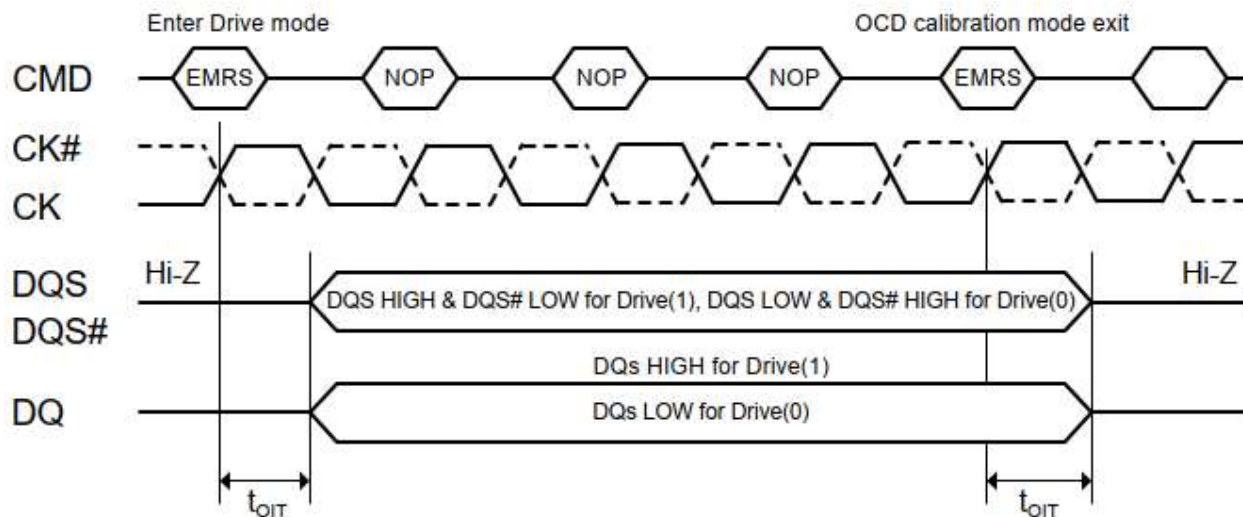 Enter Drive mode
OCD calibration mode exit
CMD
EMRS
NOP
NOP
NOP
EMRS
CK#
CK
DQS
DQS#
Hi-Z
DQS HIGH & DQS# LOW for Drive(1), DQS LOW & DQS# HIGH for Drive(0)
Hi-Z
DQs HIGH for Drive(1)
DQ
DQs LOW for Drive(0)
tOIT
tOIT